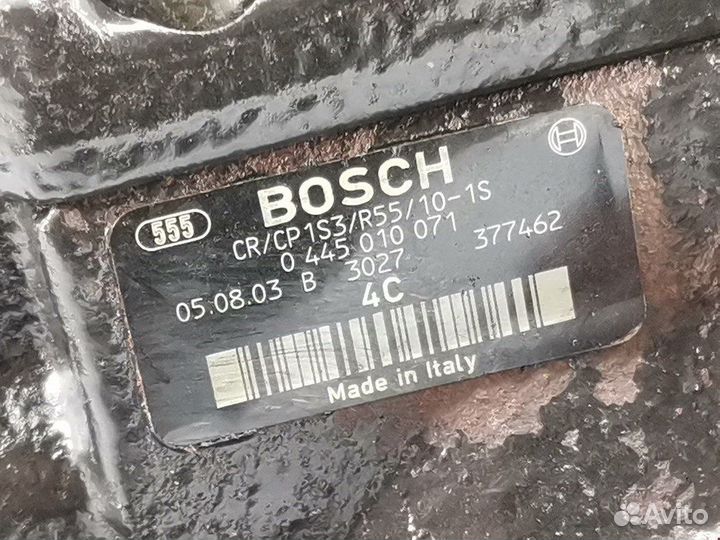 BOSCH
555
CR/CP1S3/R55/10-1S
0 445 010 071
377462
05.08.03 B 3027
4C
Made in Italy
Avito